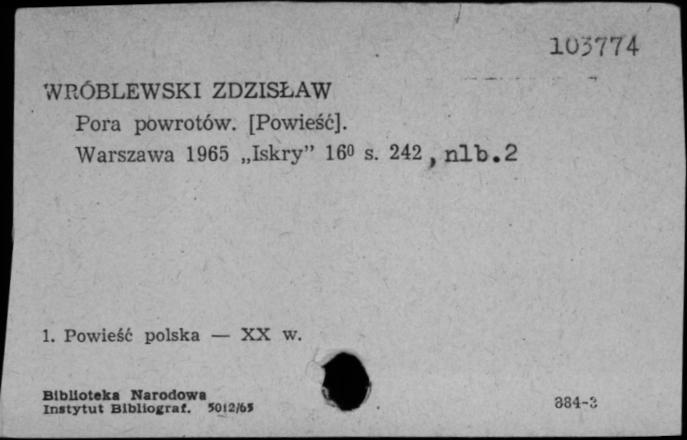 103774
WRÓBLEWSKI ZDZISŁAW
Pora powrotów. [Powieść].
Warszawa 1965 „Iskry” 16⁰ s. 242, nlb.2
1. Powieść polska — XX w.
Biblioteka Narodowa
Instytut Bibliograf. 5012/65
884-3